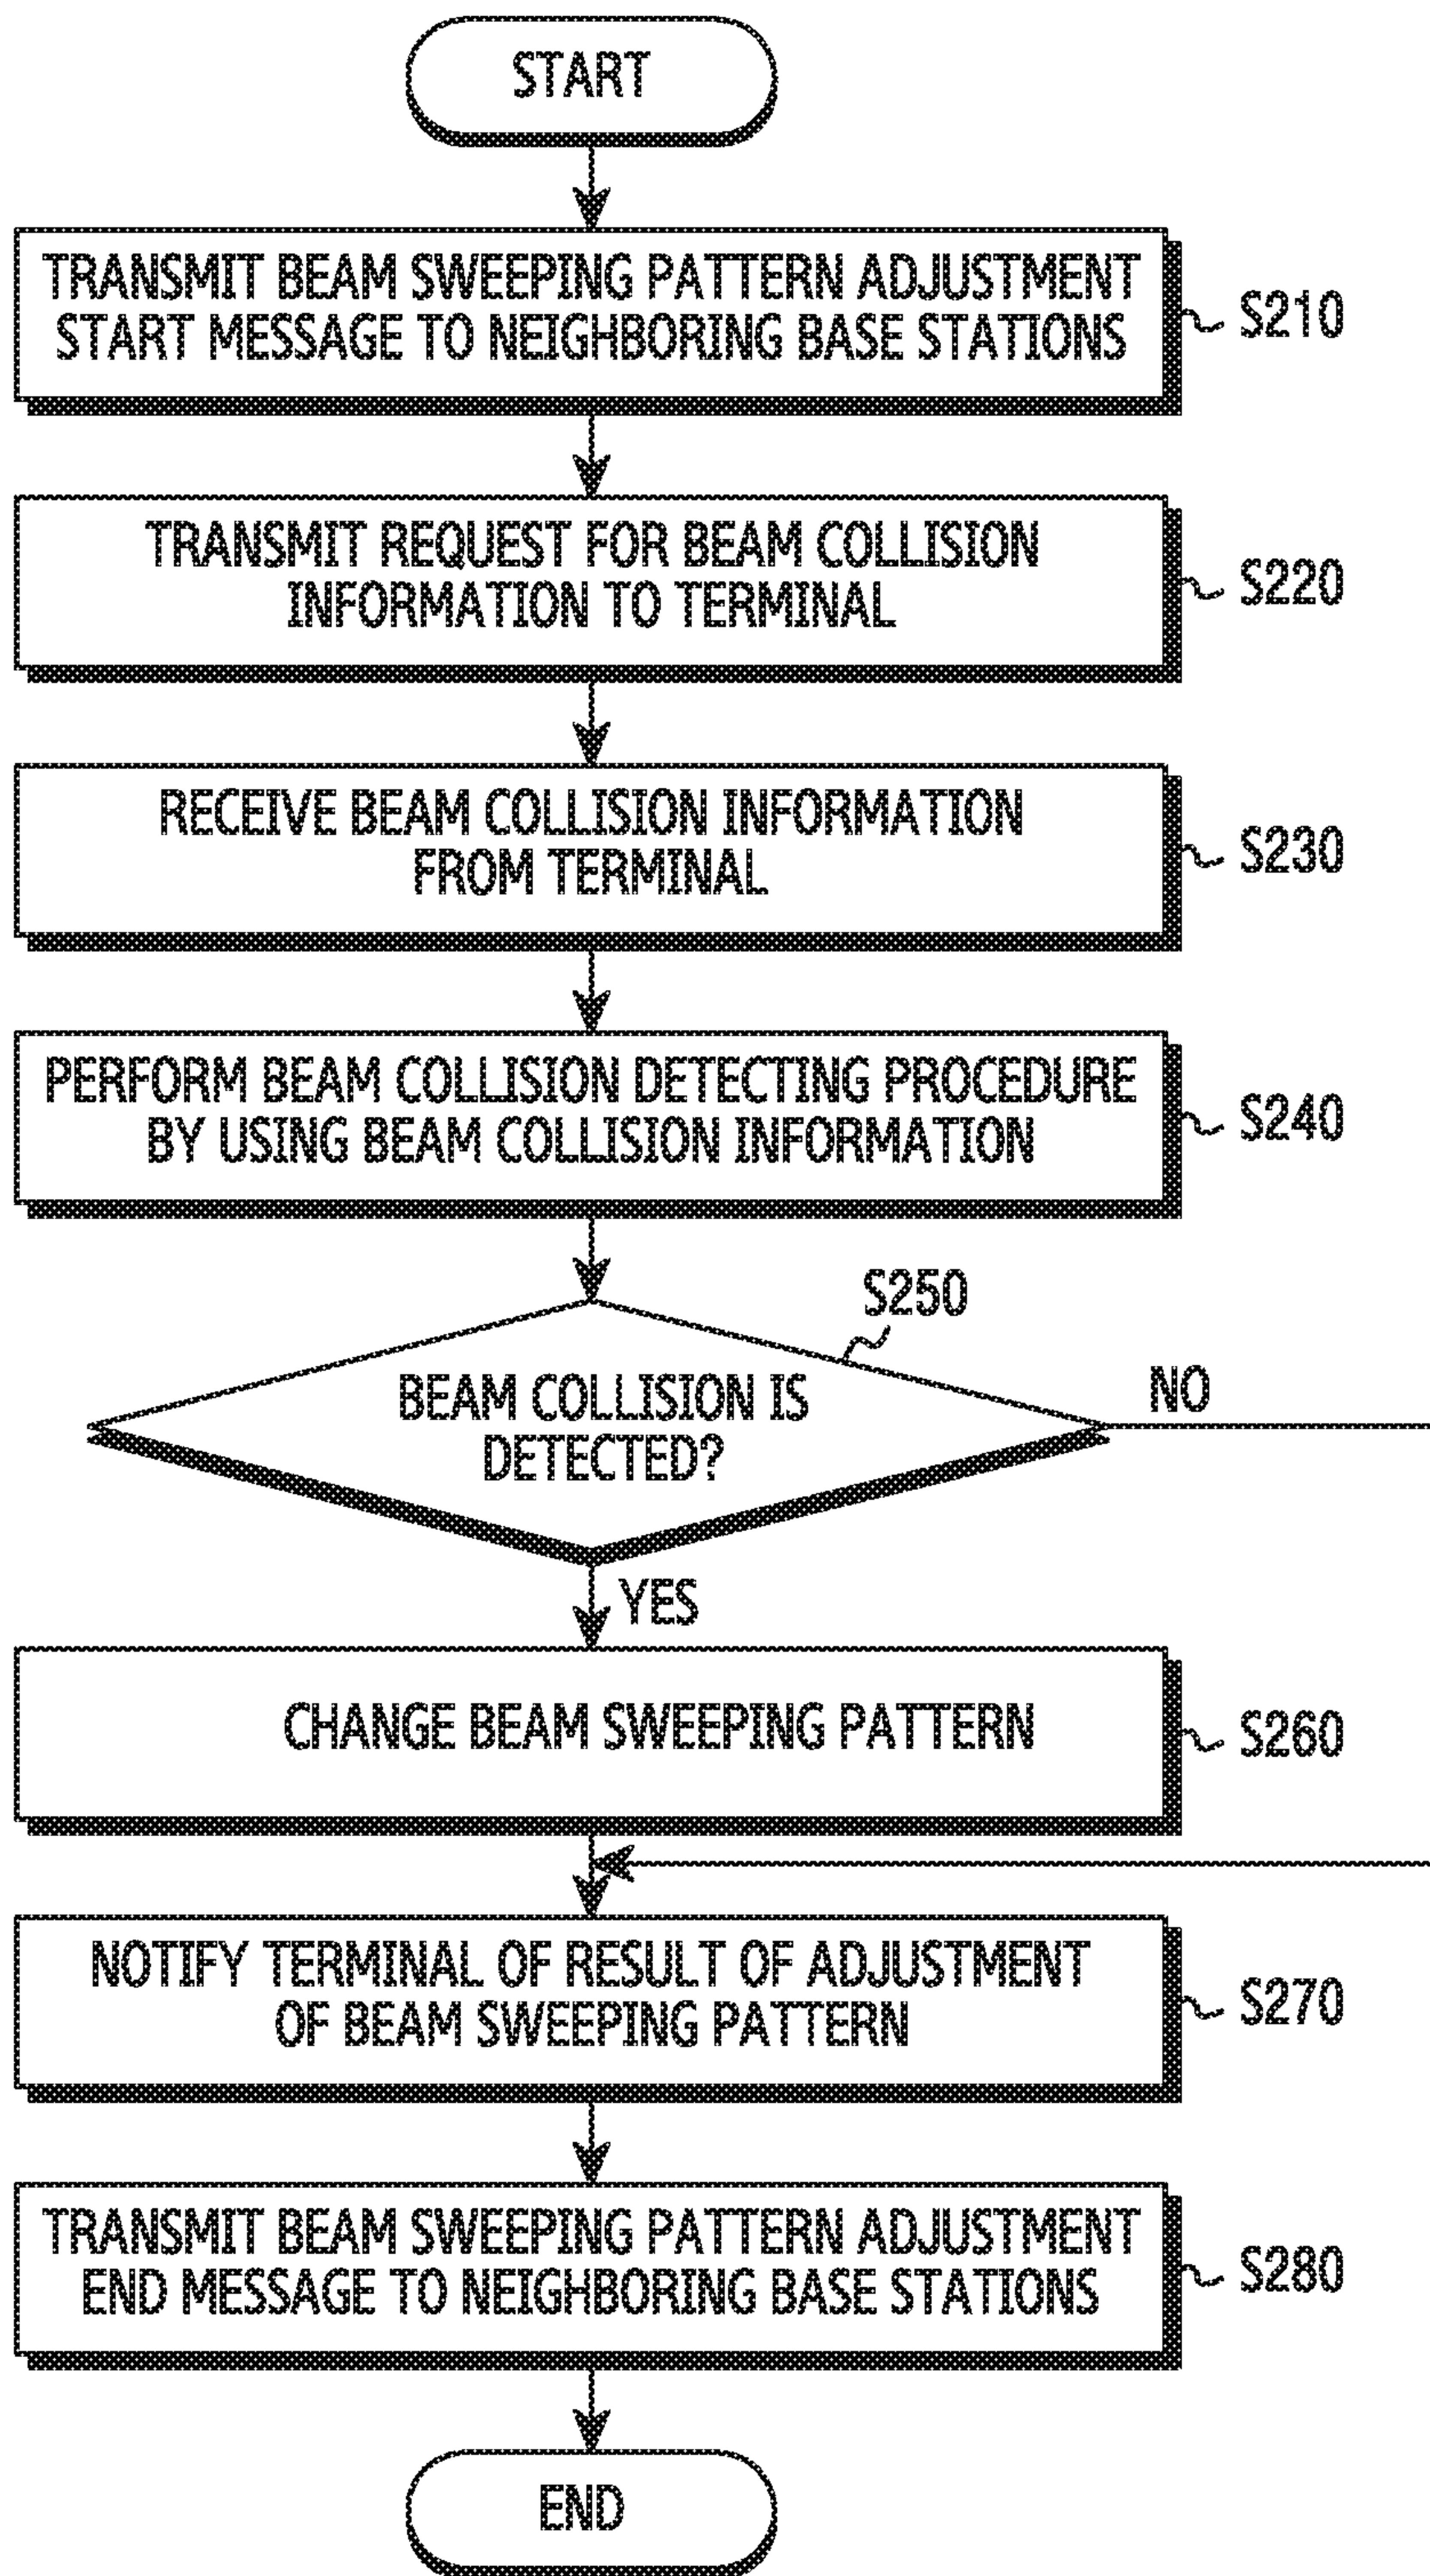 START
TRANSMIT BEAM SWEEPING PATTERN ADJUSTMENT
START MESSAGE TO NEIGHBORING BASE STATIONS
S210
TRANSMIT REQUEST FOR BEAM COLLISION
INFORMATION TO TERMINAL
S220
RECEIVE BEAM COLLISION INFORMATION
FROM TERMINAL
S230
PERFORM BEAM COLLISION DETECTING PROCEDURE
BY USING BEAM COLLISION INFORMATION
S240
S250
BEAM COLLISION IS
DETECTED?
NO
YES
CHANGE BEAM SWEEPING PATTERN
S260
NOTIFY TERMINAL OF RESULT OF ADJUSTMENT
OF BEAM SWEEPING PATTERN
S270
TRANSMIT BEAM SWEEPING PATTERN ADJUSTMENT
END MESSAGE TO NEIGHBORING BASE STATIONS
S280
END